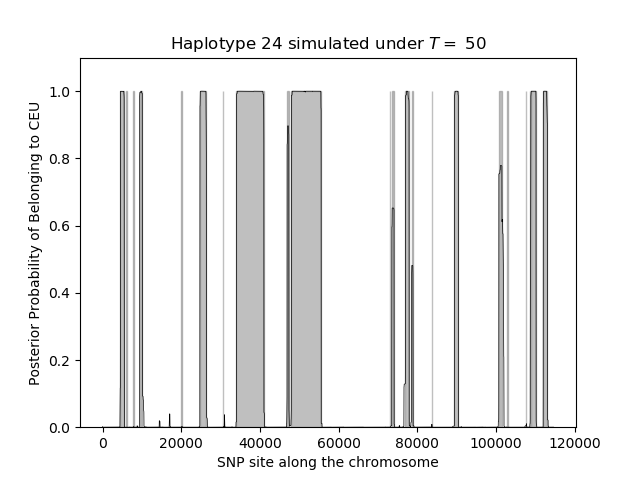 Haplotype 24 simulated under T = 50
Posterior Probability of Belonging to CEU
1.0
0.8
0.6
0.4
0.2
0.0
0 20000 40000 60000 80000 100000 120000
SNP site along the chromosome